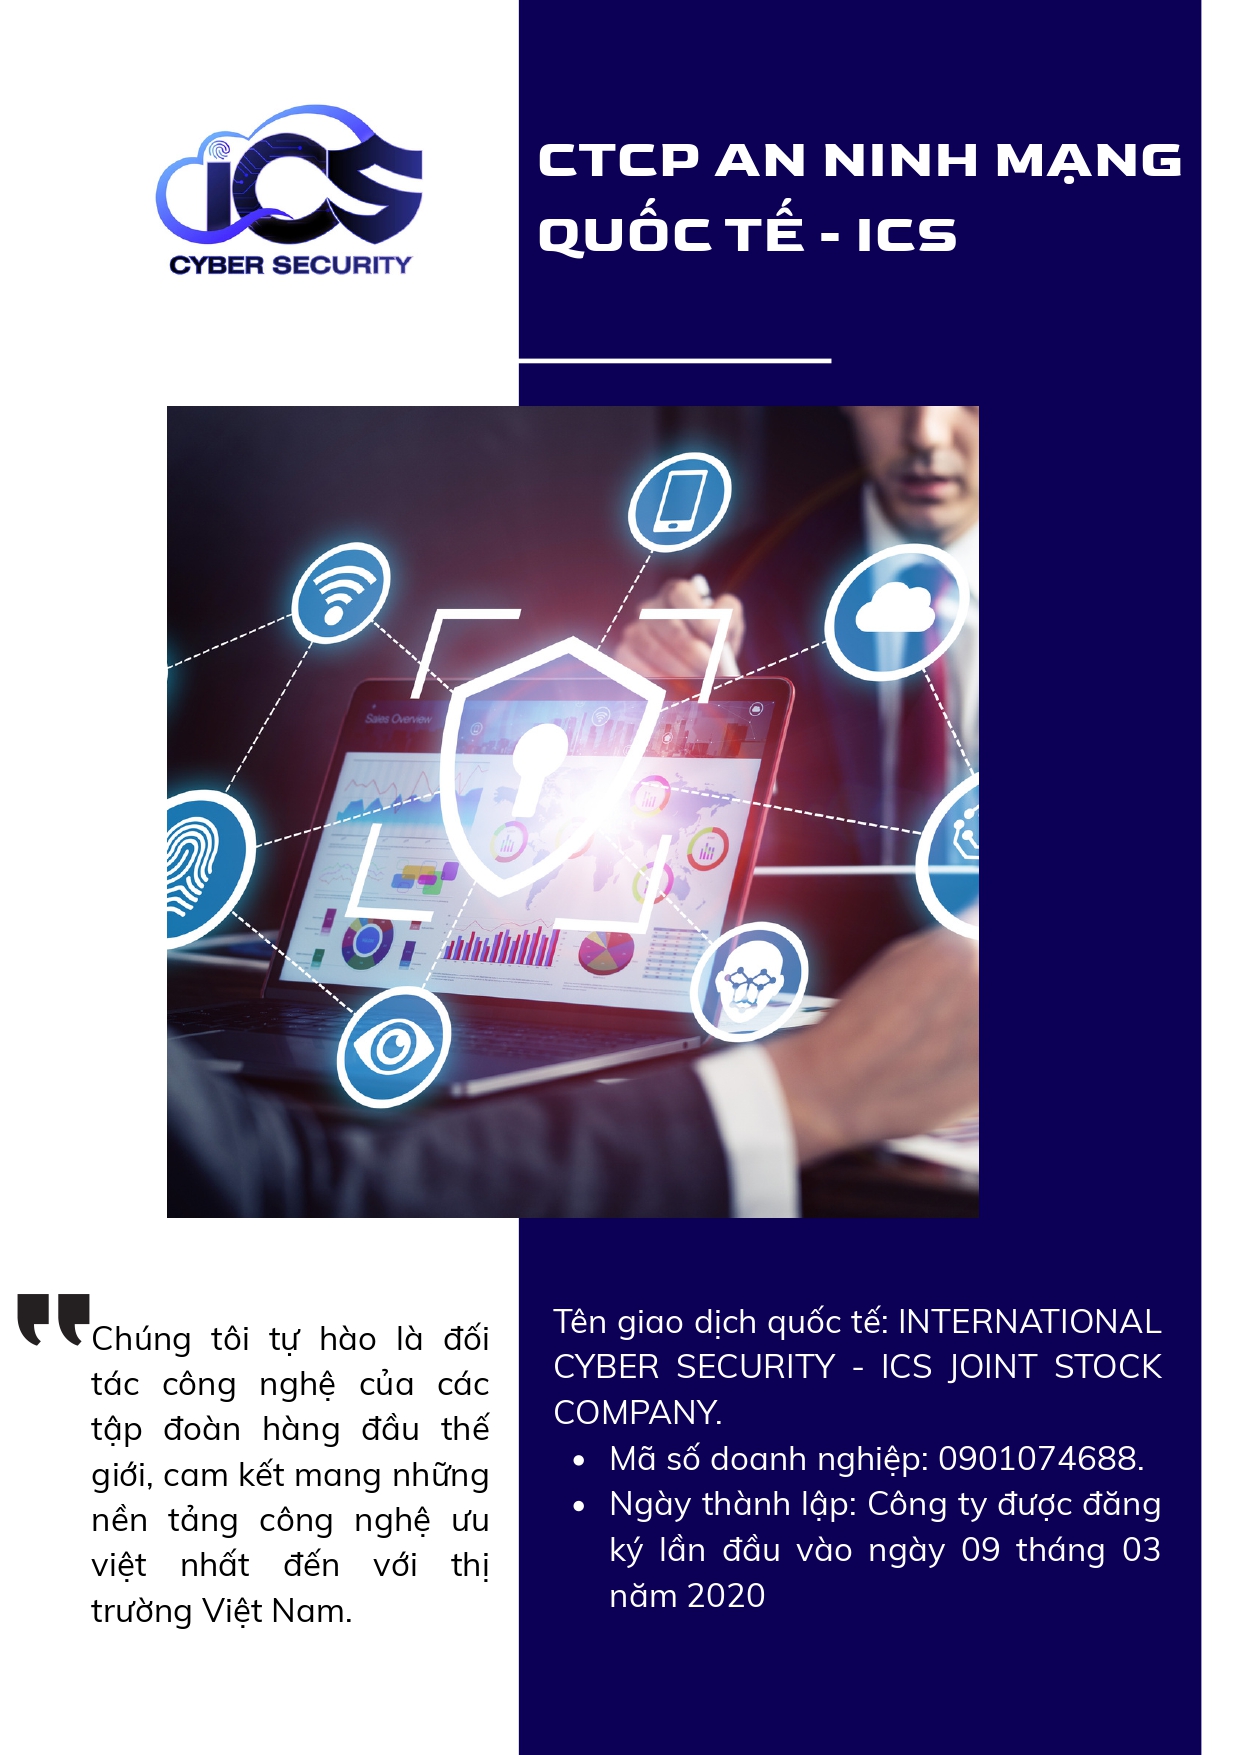 iCS
CYBER SECURITY
CTCP AN NINH MẠNG
QUỐC TẾ - ICS
Sales Overview
Chúng tôi tự hào là đối
tác công nghệ của các
tập đoàn hàng đầu thế
giới, cam kết mang những
nền tảng công nghệ ưu
việt nhất đến với thị
trường Việt Nam.
Tên giao dịch quốc tế: INTERNATIONAL
CYBER SECURITY - ICS JOINT STOCK
COMPANY.
• Mã số doanh nghiệp: 0901074688.
• Ngày thành lập: Công ty được đăng
ký lần đầu vào ngày 09 tháng 03
năm 2020